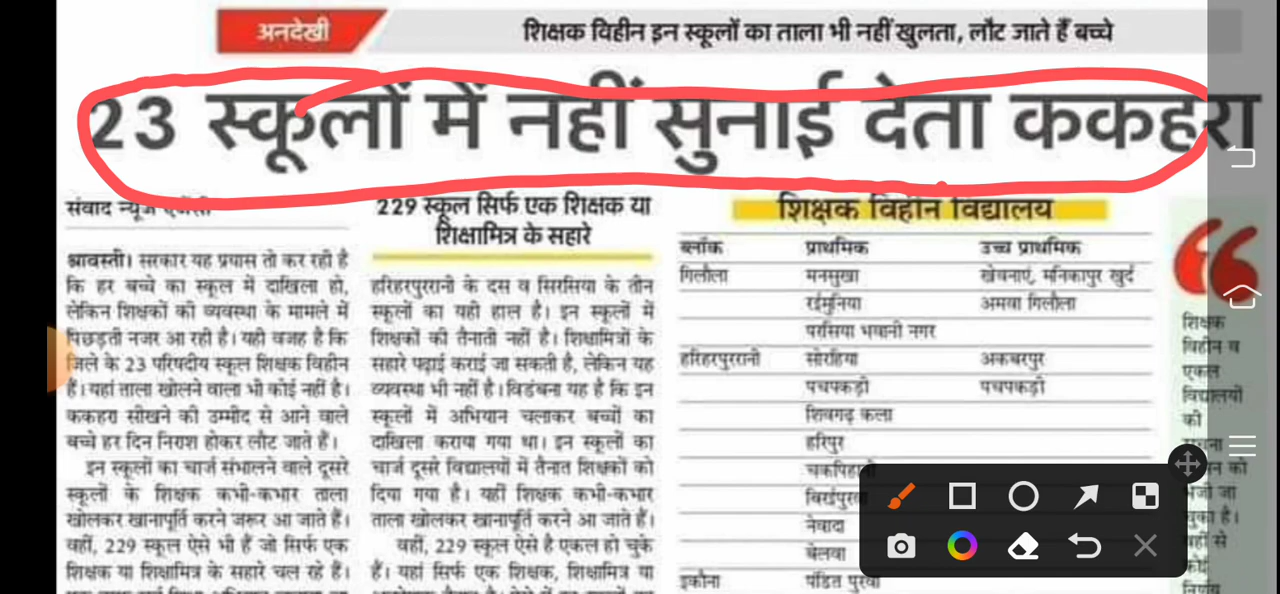 अनदेखी
शिक्षक विहीन इन स्कूलों का ताला भी नहीं खुलता, लौट जाते हैं बच्चे
23 स्कूलों में नहीं सुनाई देता ककहरा
संवाद न्यूज एजेंसी
श्रावस्ती। सरकार यह प्रयास तो कर रही है
कि हर बच्चे का स्कूल में दाखिला हो,
लेकिन शिक्षकों की व्यवस्था के मामले में
पिछड़ती नजर आ रही है। यही वजह है कि
जिले के 23 परिषदीय स्कूल शिक्षक विहीन
हैं। यहां ताला खोलने वाला भी कोई नहीं है।
ककहरा सीखने की उम्मीद से आने वाले
बच्चे हर दिन निराश होकर लौट जाते हैं।
इन स्कूलों का चार्ज संभालने वाले दूसरे
स्कूलों के शिक्षक कभी-कभार ताला
खोलकर खानापूर्ति करने जरूर आ जाते हैं।
वहीं, 229 स्कूल ऐसे भी हैं जो सिर्फ एक
शिक्षक या शिक्षामित्र के सहारे चल रहे हैं।
229 स्कूल सिर्फ एक शिक्षक या
शिक्षामित्र के सहारे
हरिहरपुररानी के दस व सिरसिया के तीन
स्कूलों का यही हाल है। इन स्कूलों में
शिक्षकों की तैनाती नहीं है। शिक्षामित्रों के
सहारे पढ़ाई कराई जा सकती है, लेकिन यह
व्यवस्था भी नहीं है। विडंबना यह है कि इन
स्कूलों में अभियान चलाकर बच्चों का
दाखिला कराया गया था। इन स्कूलों का
चार्ज दूसरे विद्यालयों में तैनात शिक्षकों को
दिया गया है। यहीं शिक्षक कभी-कभार
ताला खोलकर खानापूर्ति करने आ जाते हैं।
वहीं, 229 स्कूल ऐसे है एकल हो चुके
हैं। यहां सिर्फ एक शिक्षक, शिक्षामित्र या
शिक्षक विहीन विद्यालय
ब्लॉक प्राथमिक उच्च प्राथमिक
गिलौला मनसुखा खेचनाएं, मनिकापुर खुर्द
रईमुनिया अमवा गिलौला
परसिया भवानी नगर
हरिहरपुररानी सोरहिया अकबरपुर
पचपकड़ी पचपकड़ी
शिवगढ़ कला
हरिपुर
नेवादा
बेलवा
इकौना पंडित पुरवा
शिक्षक
विहीन व
एकल
विद्यालयों
की